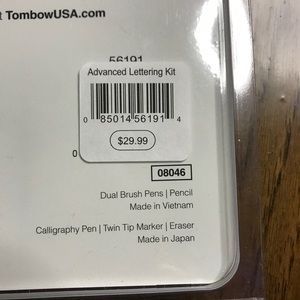 t TombowUSA.com
56191
Advanced Lettering Kit
0 85014 56191 4
$29.99
0
08046
Dual Brush Pens | Pencil
Made in Vietnam
Calligraphy Pen | Twin Tip Marker | Eraser
Made in Japan